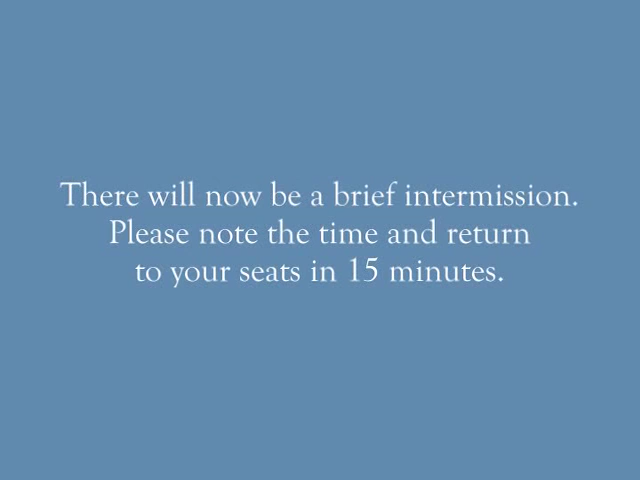 There will now be a brief intermission.
Please note the time and return
to your seats in 15 minutes.